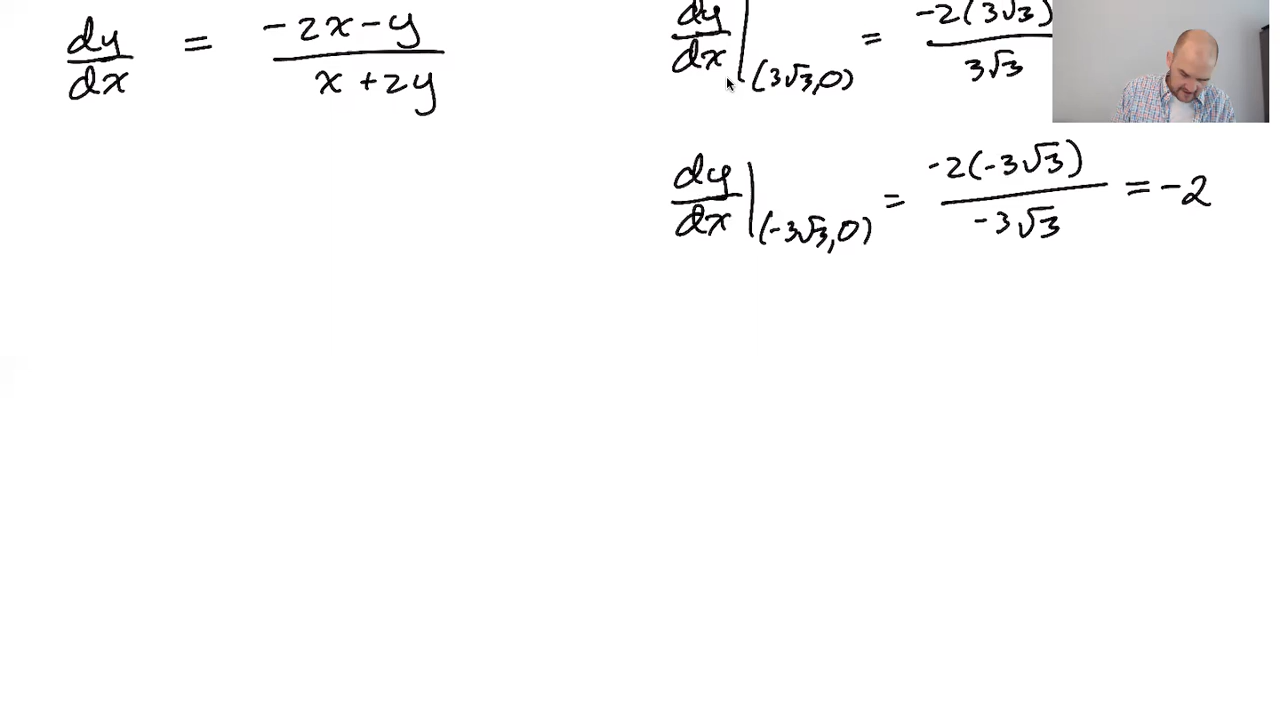 dy/dx = (-2x-y)/(x+2y)
dy/dx|(3√3,0) = -2(3√3)/3√3
dy/dx|(-3√3,0) = -2(-3√3)/-3√3 = -2